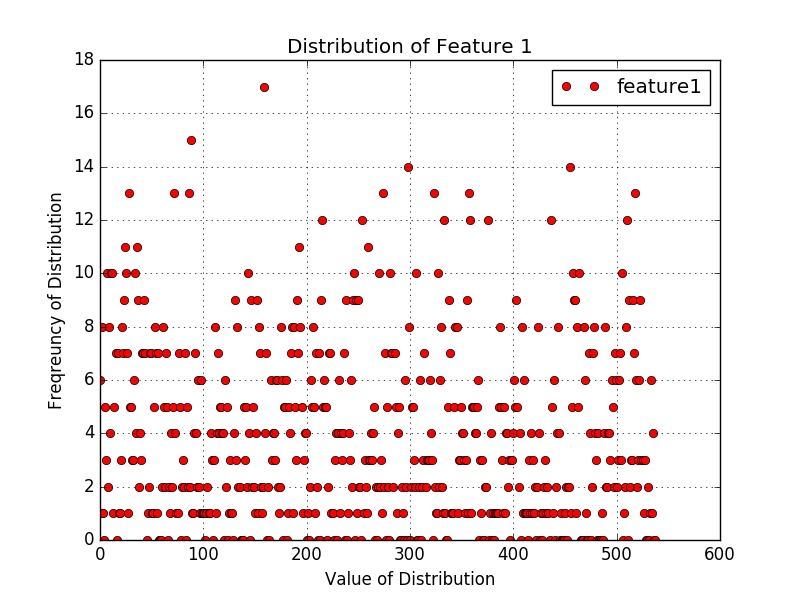 Distribution of Feature 1
feature1
18
16
14
12
10
8
6
4
2
0
0 100 200 300 400 500 600
Freqreuncy of Distribution
Value of Distribution